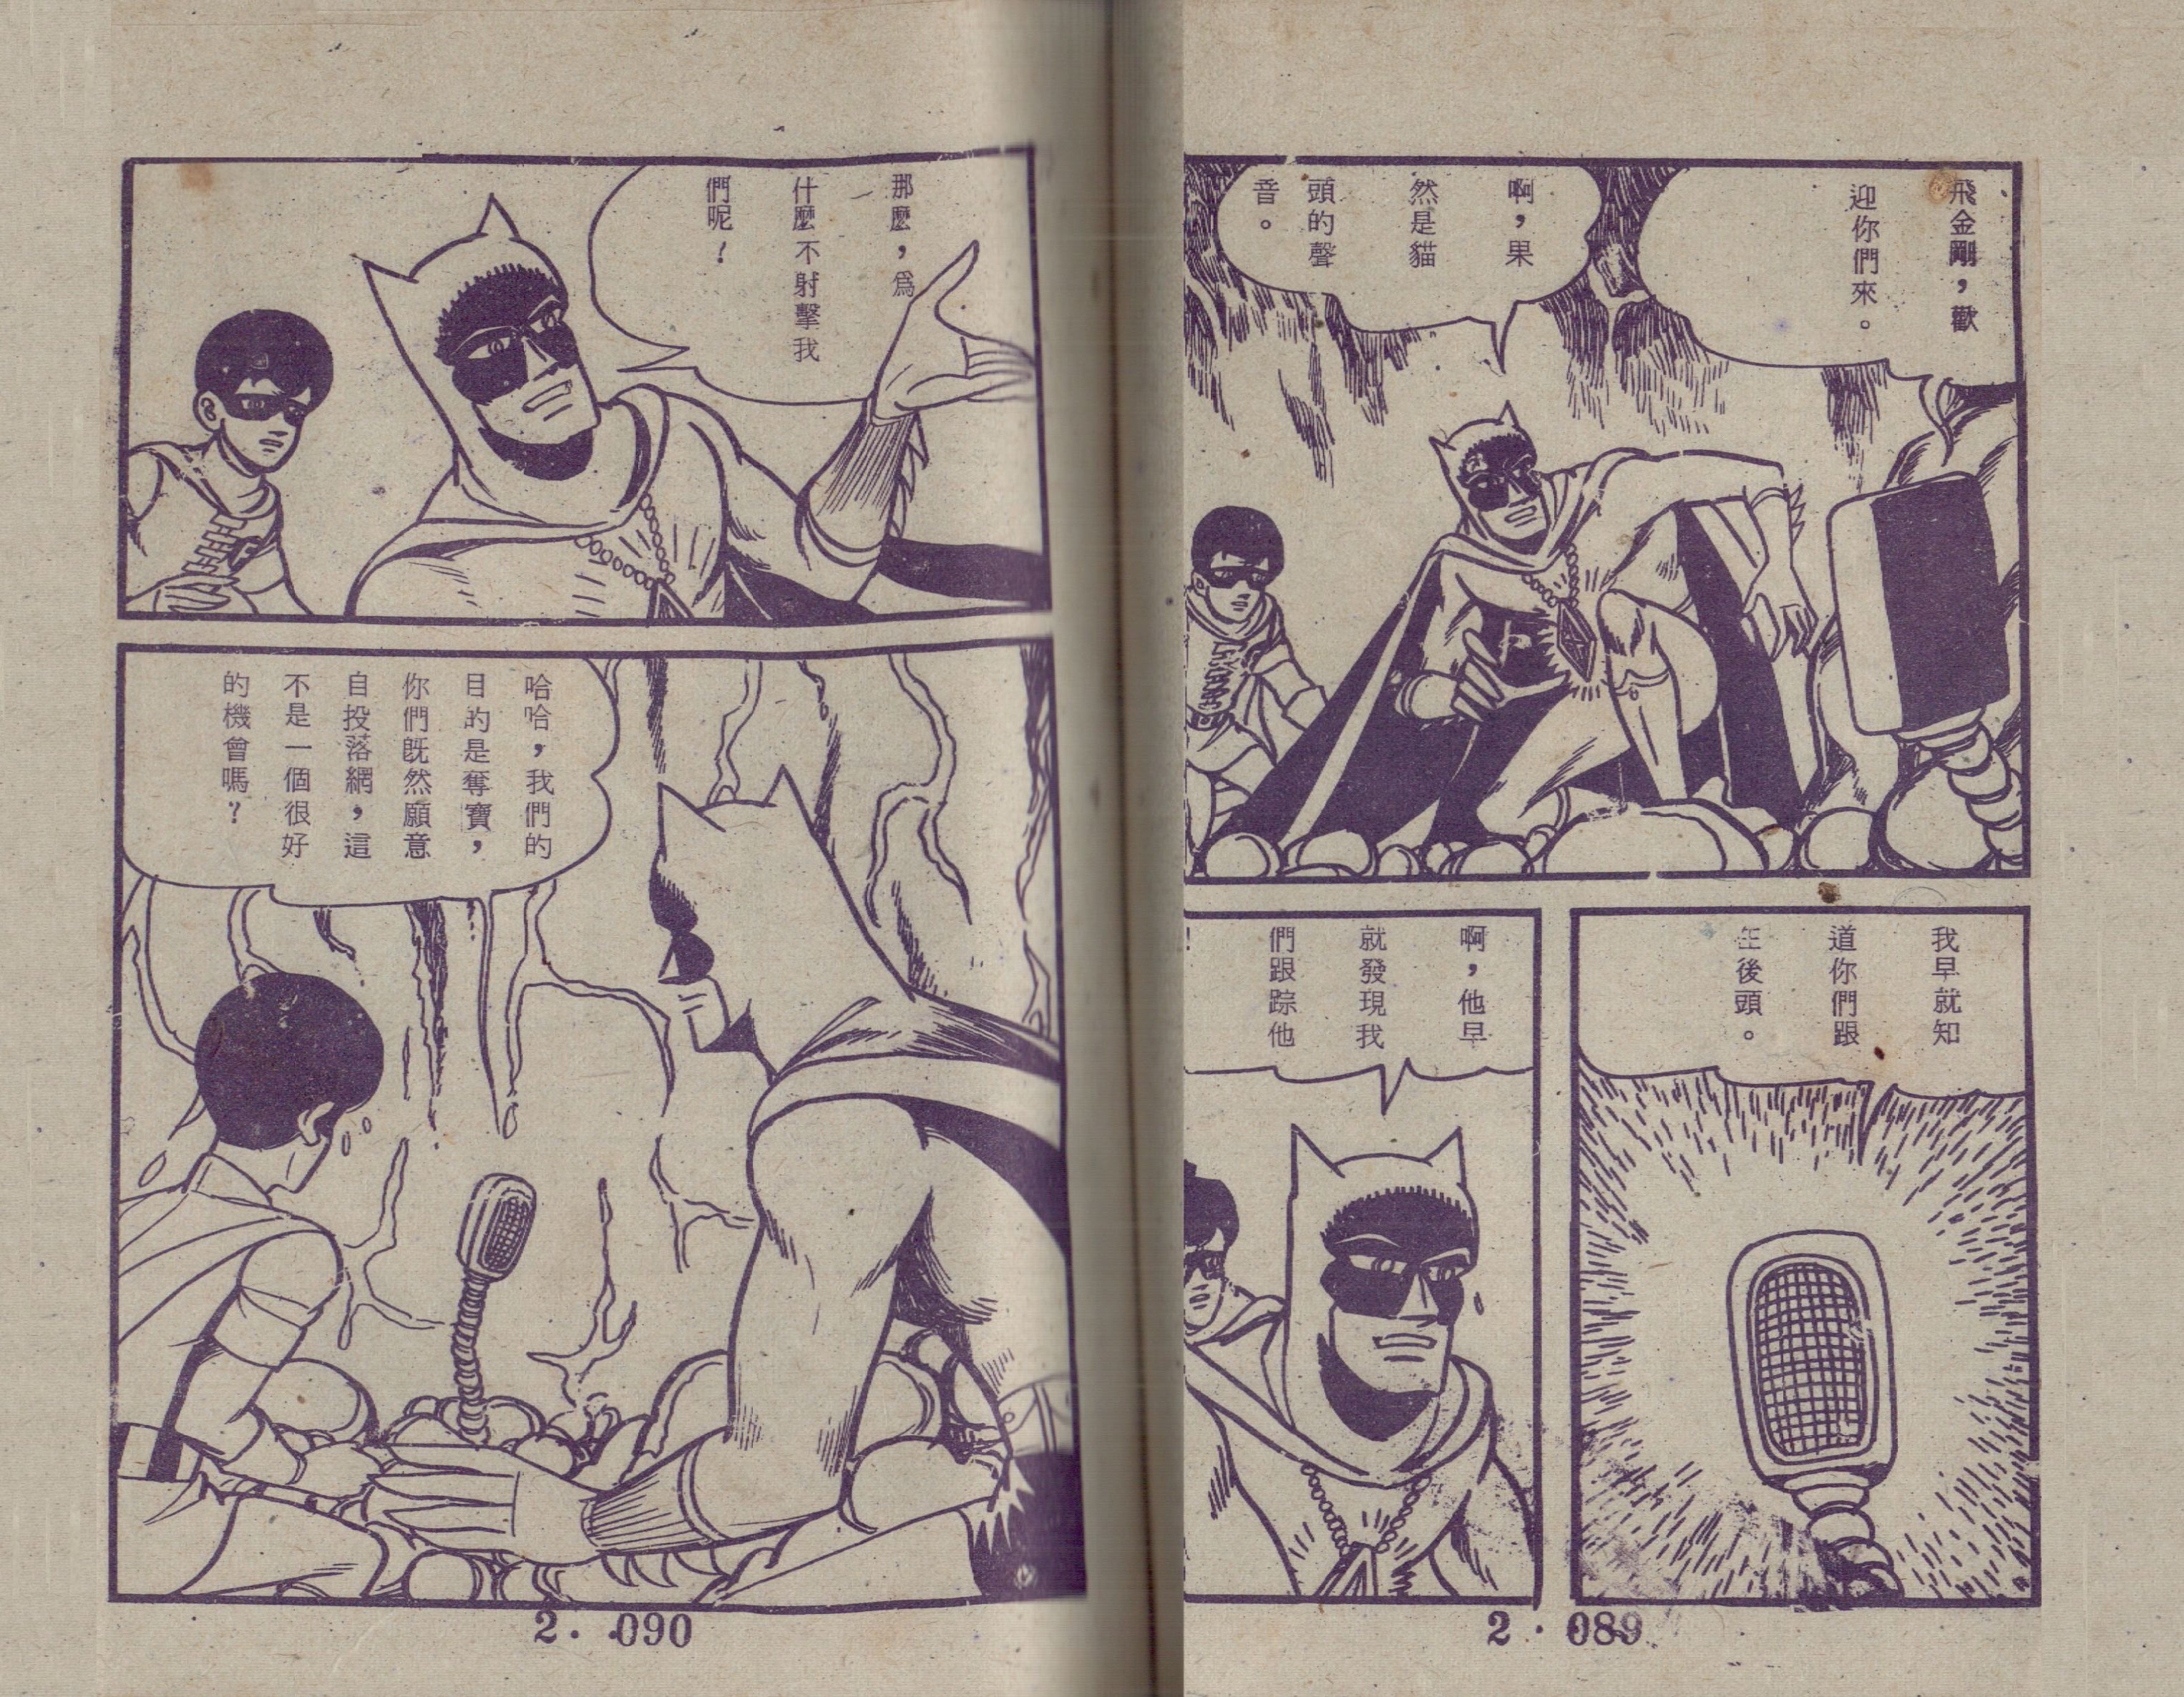 飛金剛，歡
迎你們來。
啊，果
然是貓
頭的聲
音。
我早就知
道你們跟
在後頭。
啊，他早
就發現我
們跟踪他
！
2·089
那麼，爲
什麼不射擊我
們呢！
哈哈，我們的
目的是奪寶，
你們既然願意
自投落網，這
不是一個很好
的機會嗎？
2·090